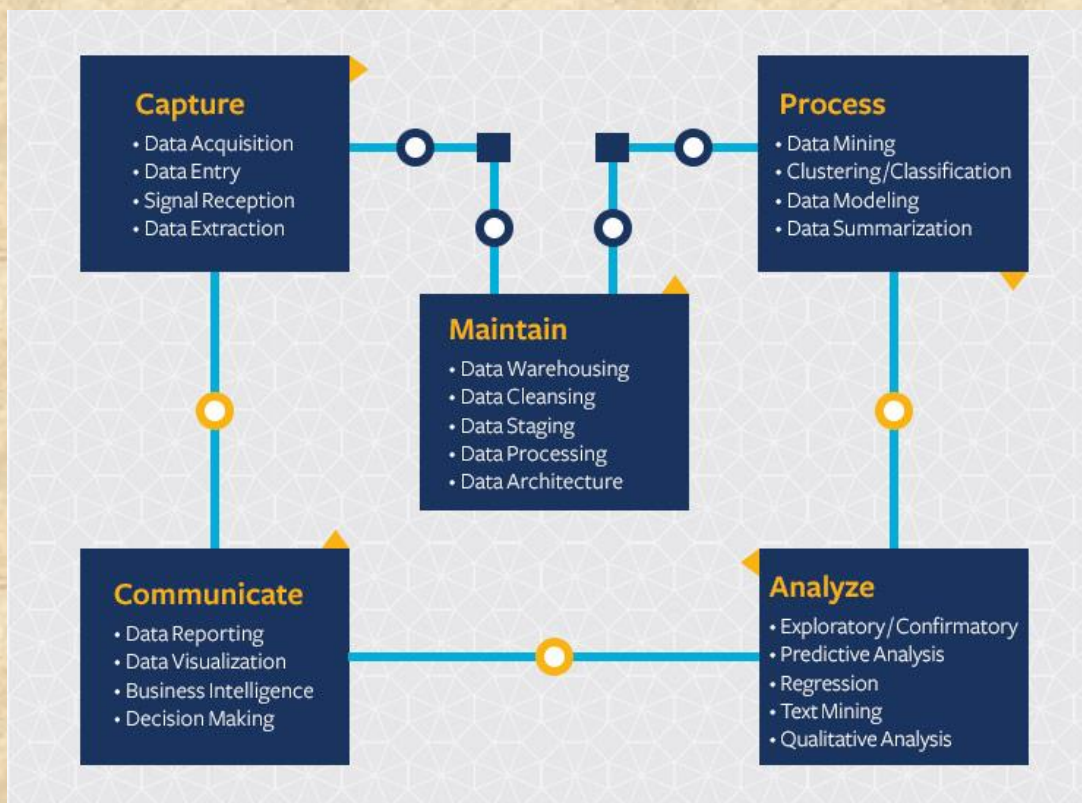 Capture
• Data Acquisition
• Data Entry
• Signal Reception
• Data Extraction
Process
• Data Mining
• Clustering/Classification
• Data Modeling
• Data Summarization
Maintain
• Data Warehousing
• Data Cleansing
• Data Staging
• Data Processing
• Data Architecture
Communicate
• Data Reporting
• Data Visualization
• Business Intelligence
• Decision Making
Analyze
• Exploratory/Confirmatory
• Predictive Analysis
• Regression
• Text Mining
• Qualitative Analysis